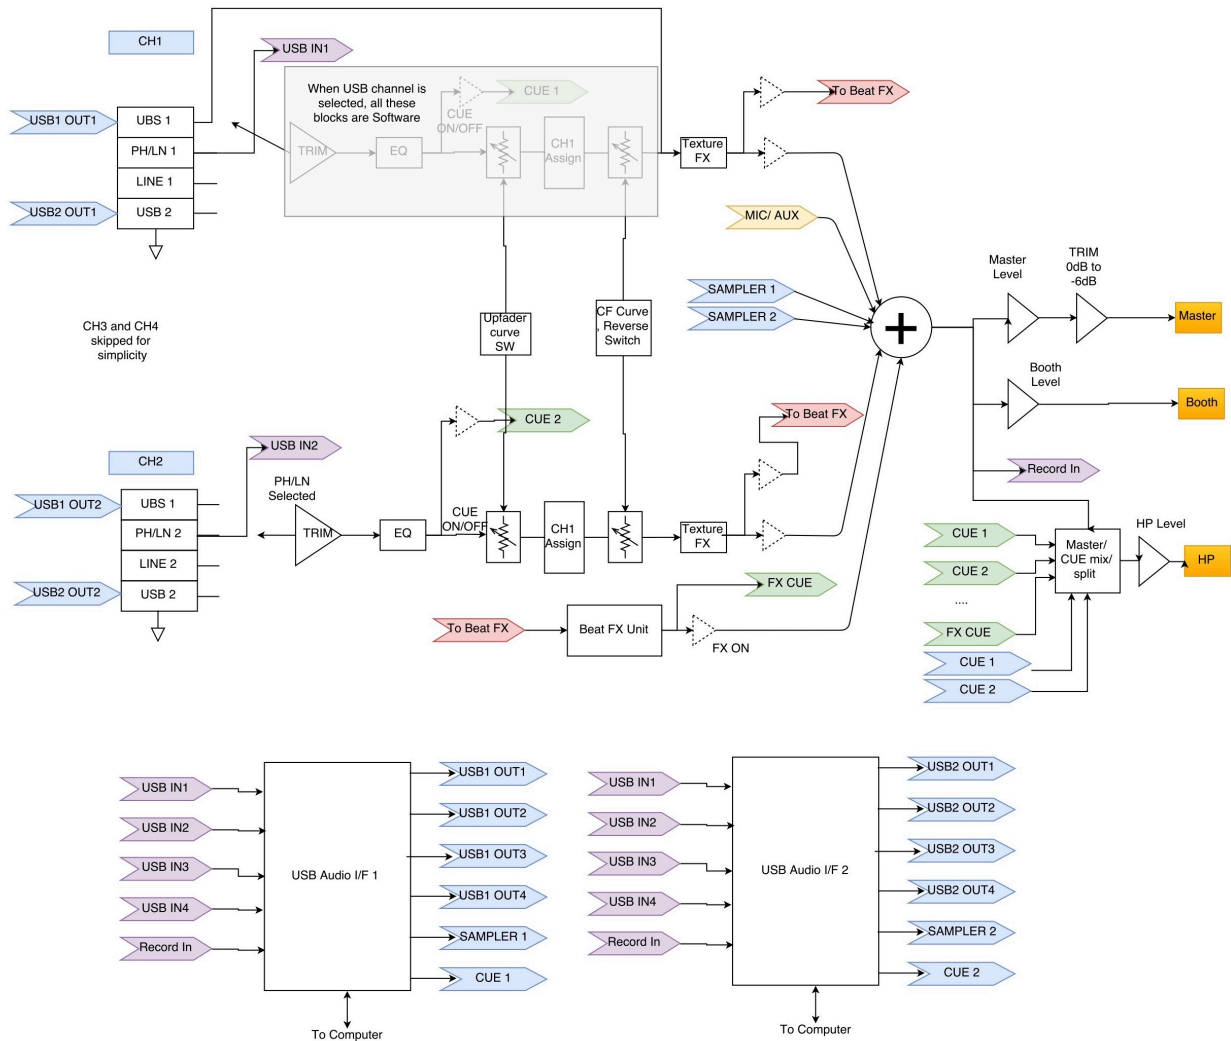 CH1
USB IN1
When USB channel is
selected, all these
blocks are Software
CUE 1
CUE
ON/OFF
To Beat FX
USB1 OUT1
UBS 1
PH/LN 1
LINE 1
USB2 OUT1
USB 2
TRIM
EQ
CH1
Assign
Texture
FX
MIC/ AUX
SAMPLER 1
SAMPLER 2
Master
Level
TRIM
0dB to
-6dB
Master
CH3 and CH4
skipped for
simplicity
Upfader
curve
SW
CF Curve
, Reverse
Switch
Booth
Level
Booth
CUE 2
To Beat FX
USB IN2
CH2
Record In
USB1 OUT2
UBS 1
PH/LN 2
LINE 2
USB2 OUT2
USB 2
PH/LN
Selected
TRIM
EQ
CUE
ON/OFF
CH1
Assign
Texture
FX
CUE 1
CUE 2
....
FX CUE
CUE 1
CUE 2
Master/
CUE mix/
split
HP Level
HP
FX CUE
To Beat FX
Beat FX Unit
FX ON
USB IN1
USB IN2
USB IN3
USB IN4
Record In
USB Audio I/F 1
USB1 OUT1
USB1 OUT2
USB1 OUT3
USB1 OUT4
SAMPLER 1
CUE 1
To Computer
USB IN1
USB IN2
USB IN3
USB IN4
Record In
USB Audio I/F 2
USB2 OUT1
USB2 OUT2
USB2 OUT3
USB2 OUT4
SAMPLER 2
CUE 2
To Computer